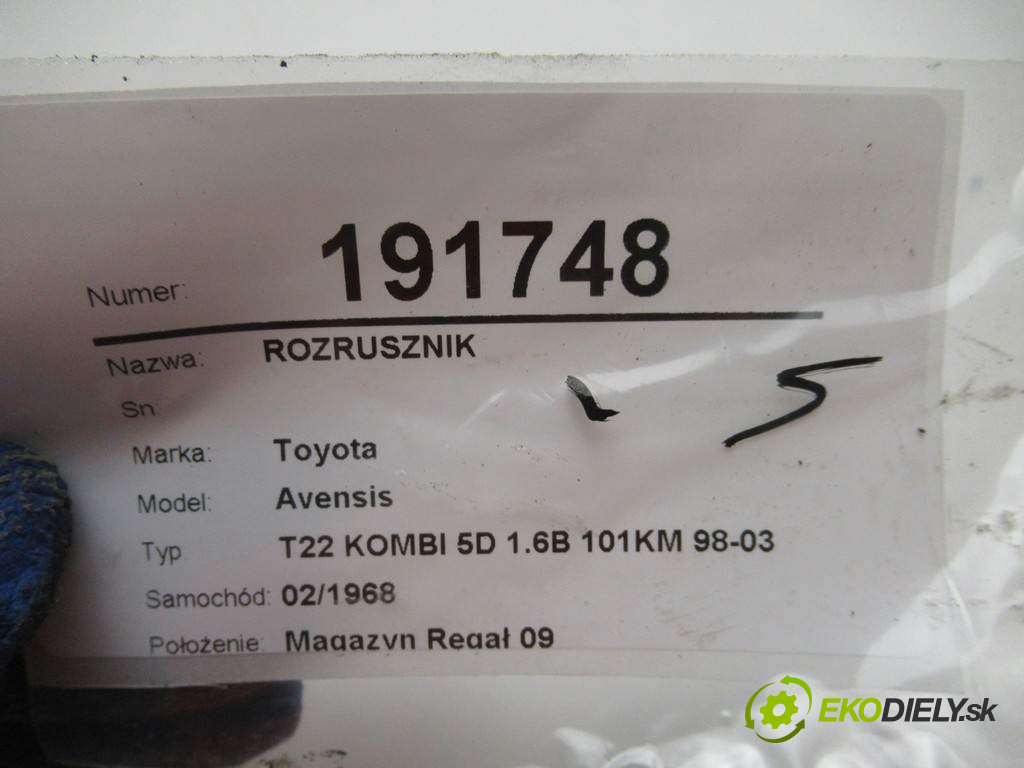 Numer: 191748
Nazwa: ROZRUSZNIK
Sn:
Marka: Toyota
Model: Avensis
Typ T22 KOMBI 5D 1.6B 101KM 98-03
Samochód: 02/1968
Położenie: Magazyn Regał 09
5
EKODIELY.sk